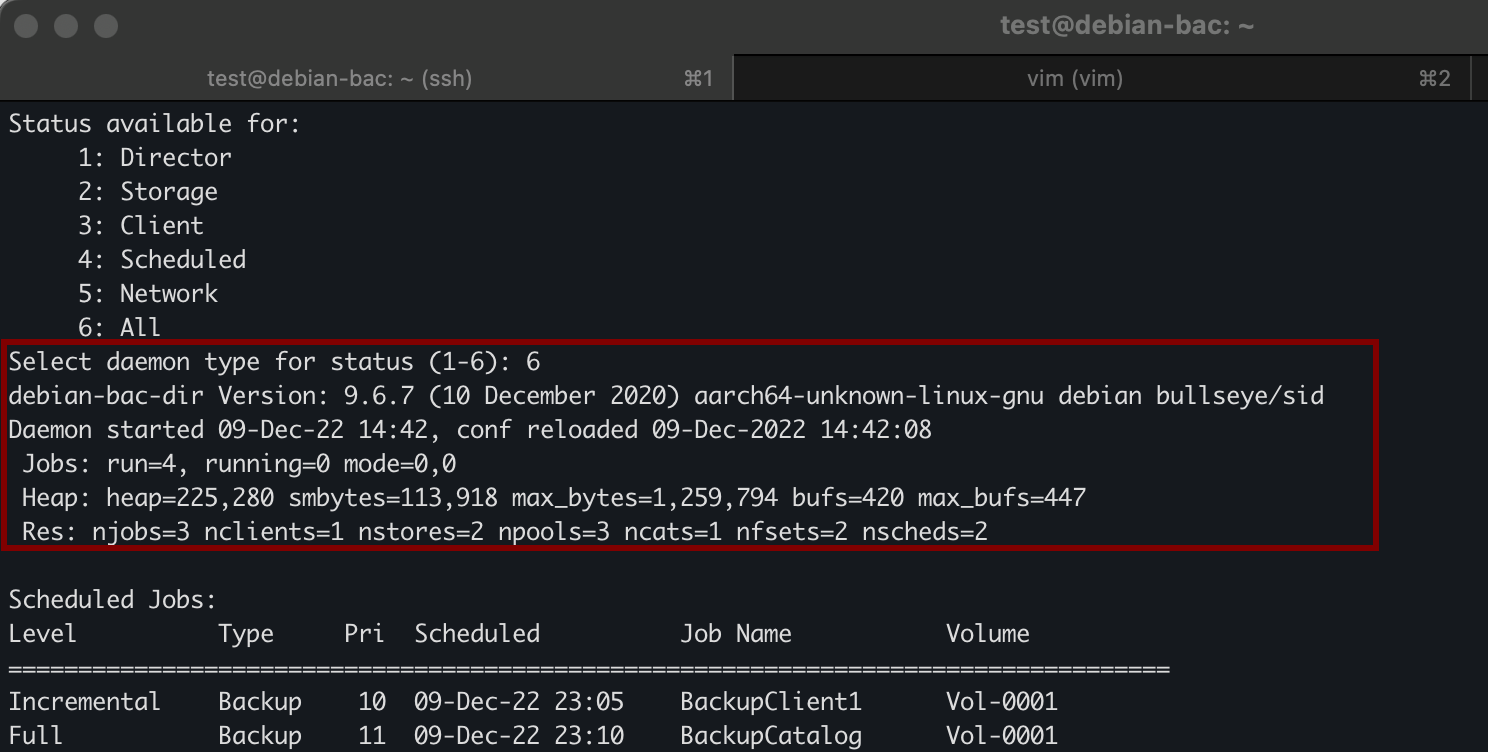 test@debian-bac: ~
test@debian-bac: ~ (ssh) ⌘1 vim (vim) ⌘2
Status available for:
     1: Director
     2: Storage
     3: Client
     4: Scheduled
     5: Network
     6: All
Select daemon type for status (1-6): 6
debian-bac-dir Version: 9.6.7 (10 December 2020) aarch64-unknown-linux-gnu debian bullseye/sid
Daemon started 09-Dec-22 14:42, conf reloaded 09-Dec-2022 14:42:08
 Jobs: run=4, running=0 mode=0,0
 Heap: heap=225,280 smbytes=113,918 max_bytes=1,259,794 bufs=420 max_bufs=447
 Res: njobs=3 nclients=1 nstores=2 npools=3 ncats=1 nfsets=2 nscheds=2
Scheduled Jobs:
Level          Type     Pri  Scheduled          Job Name           Volume
===================================================================================
Incremental    Backup    10  09-Dec-22 23:05    BackupClient1      Vol-0001
Full           Backup    11  09-Dec-22 23:10    BackupCatalog      Vol-0001